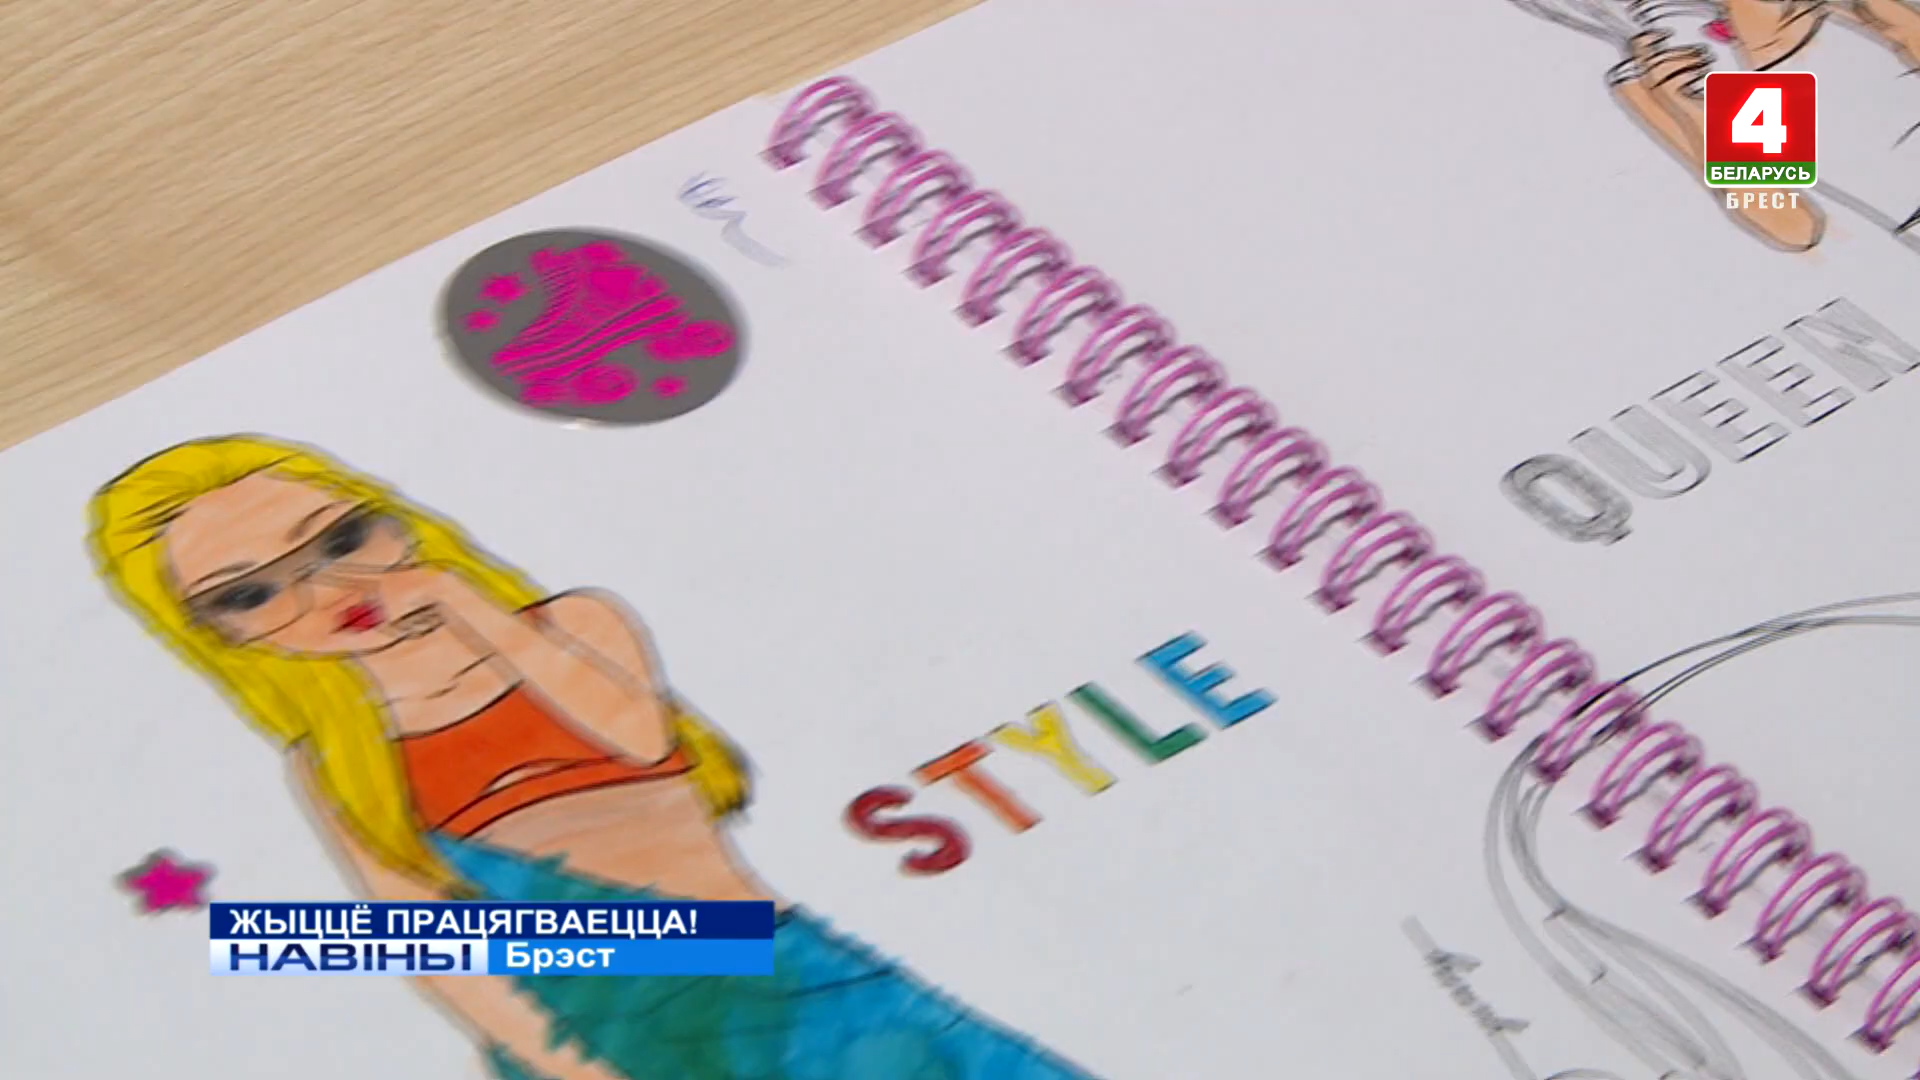 4
БЕЛАРУСЬ
БРЕСТ
QUEEN
STYLE
ЖЫЦЦЁ ПРАЦЯГВАЕЦЦА!
НАВІНЫ Брэст